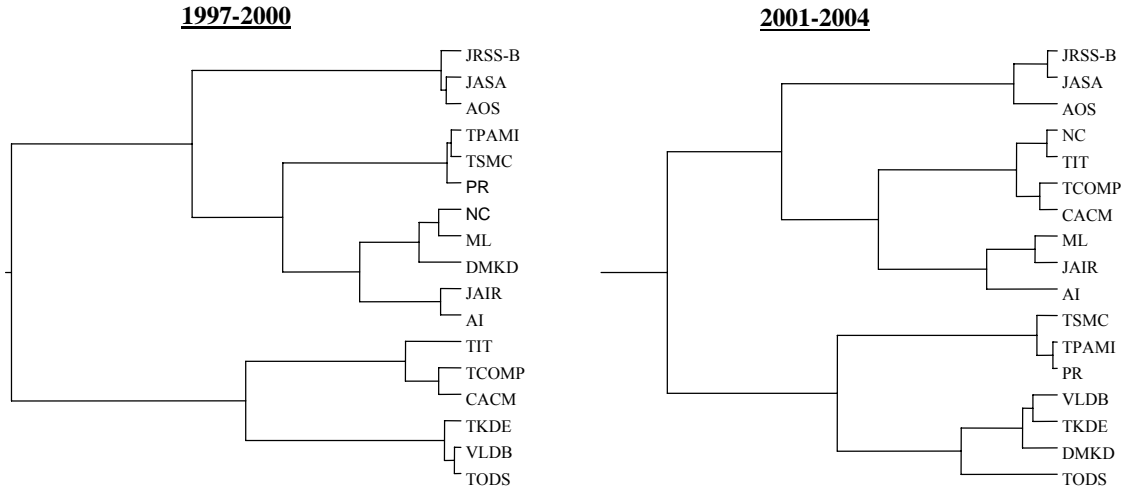 1997-2000
JRSS-B
JASA
AOS
TPAMI
TSMC
PR
NC
ML
DMKD
JAIR
AI
TIT
TCOMP
CACM
TKDE
VLDB
TODS
2001-2004
JRSS-B
JASA
AOS
NC
TIT
TCOMP
CACM
ML
JAIR
AI
TSMC
TPAMI
PR
VLDB
TKDE
DMKD
TODS